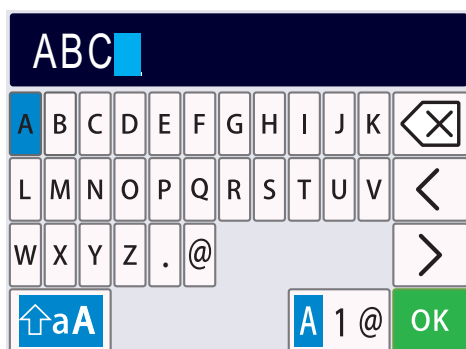 ABC
A B C D E F G H I J K
L M N O P Q R S T U V
W X Y Z . @
aA A 1 @ OK